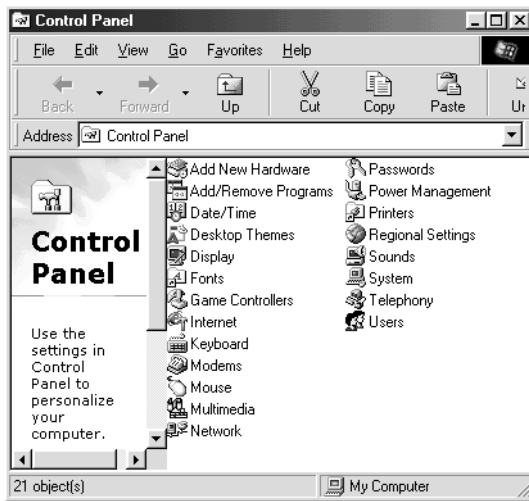 Control Panel
File Edit View Go Favorites Help
Back Forward Up Cut Copy Paste
Address Control Panel
Control
Panel
Use the
settings in
Control
Panel to
personalize
your
computer.
Add New Hardware
Add/Remove Programs
Date/Time
Desktop Themes
Display
Fonts
Game Controllers
Internet
Keyboard
Modems
Mouse
Multimedia
Network
Passwords
Power Management
Printers
Regional Settings
Sounds
System
Telephony
Users
21 object(s) My Computer